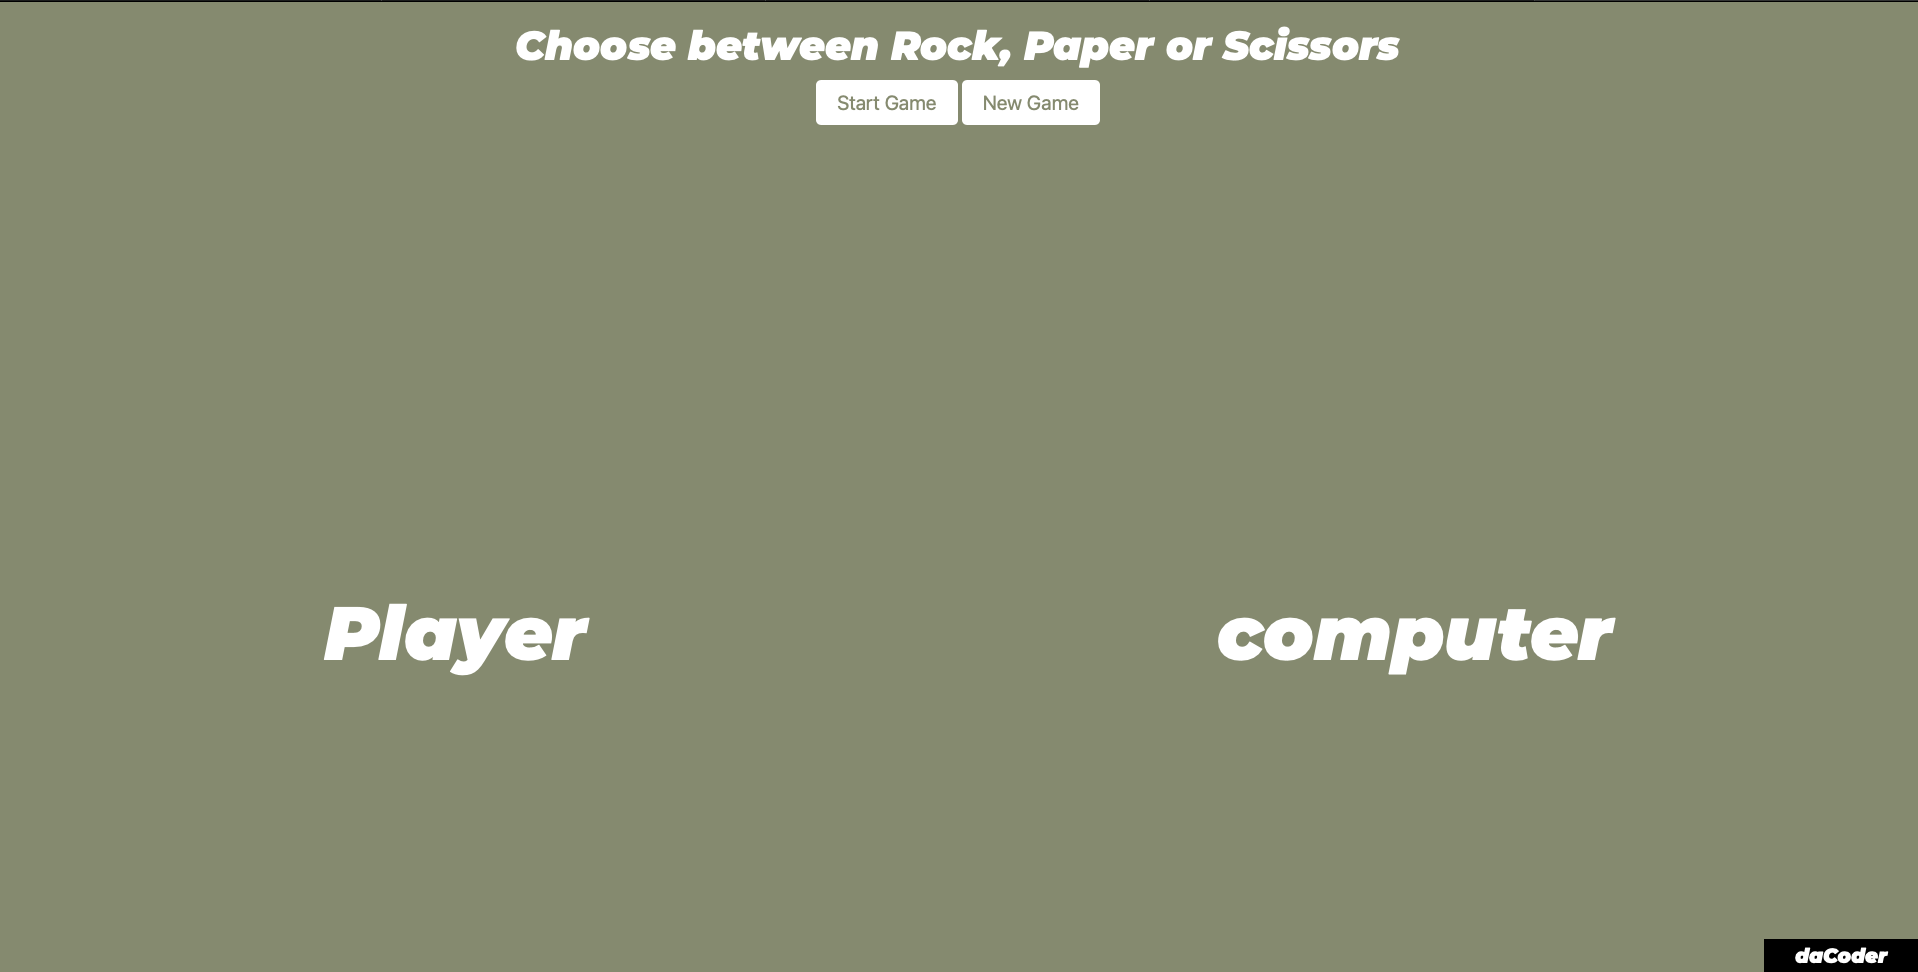 Choose between Rock, Paper or Scissors
Start Game New Game
Player computer
daCoder